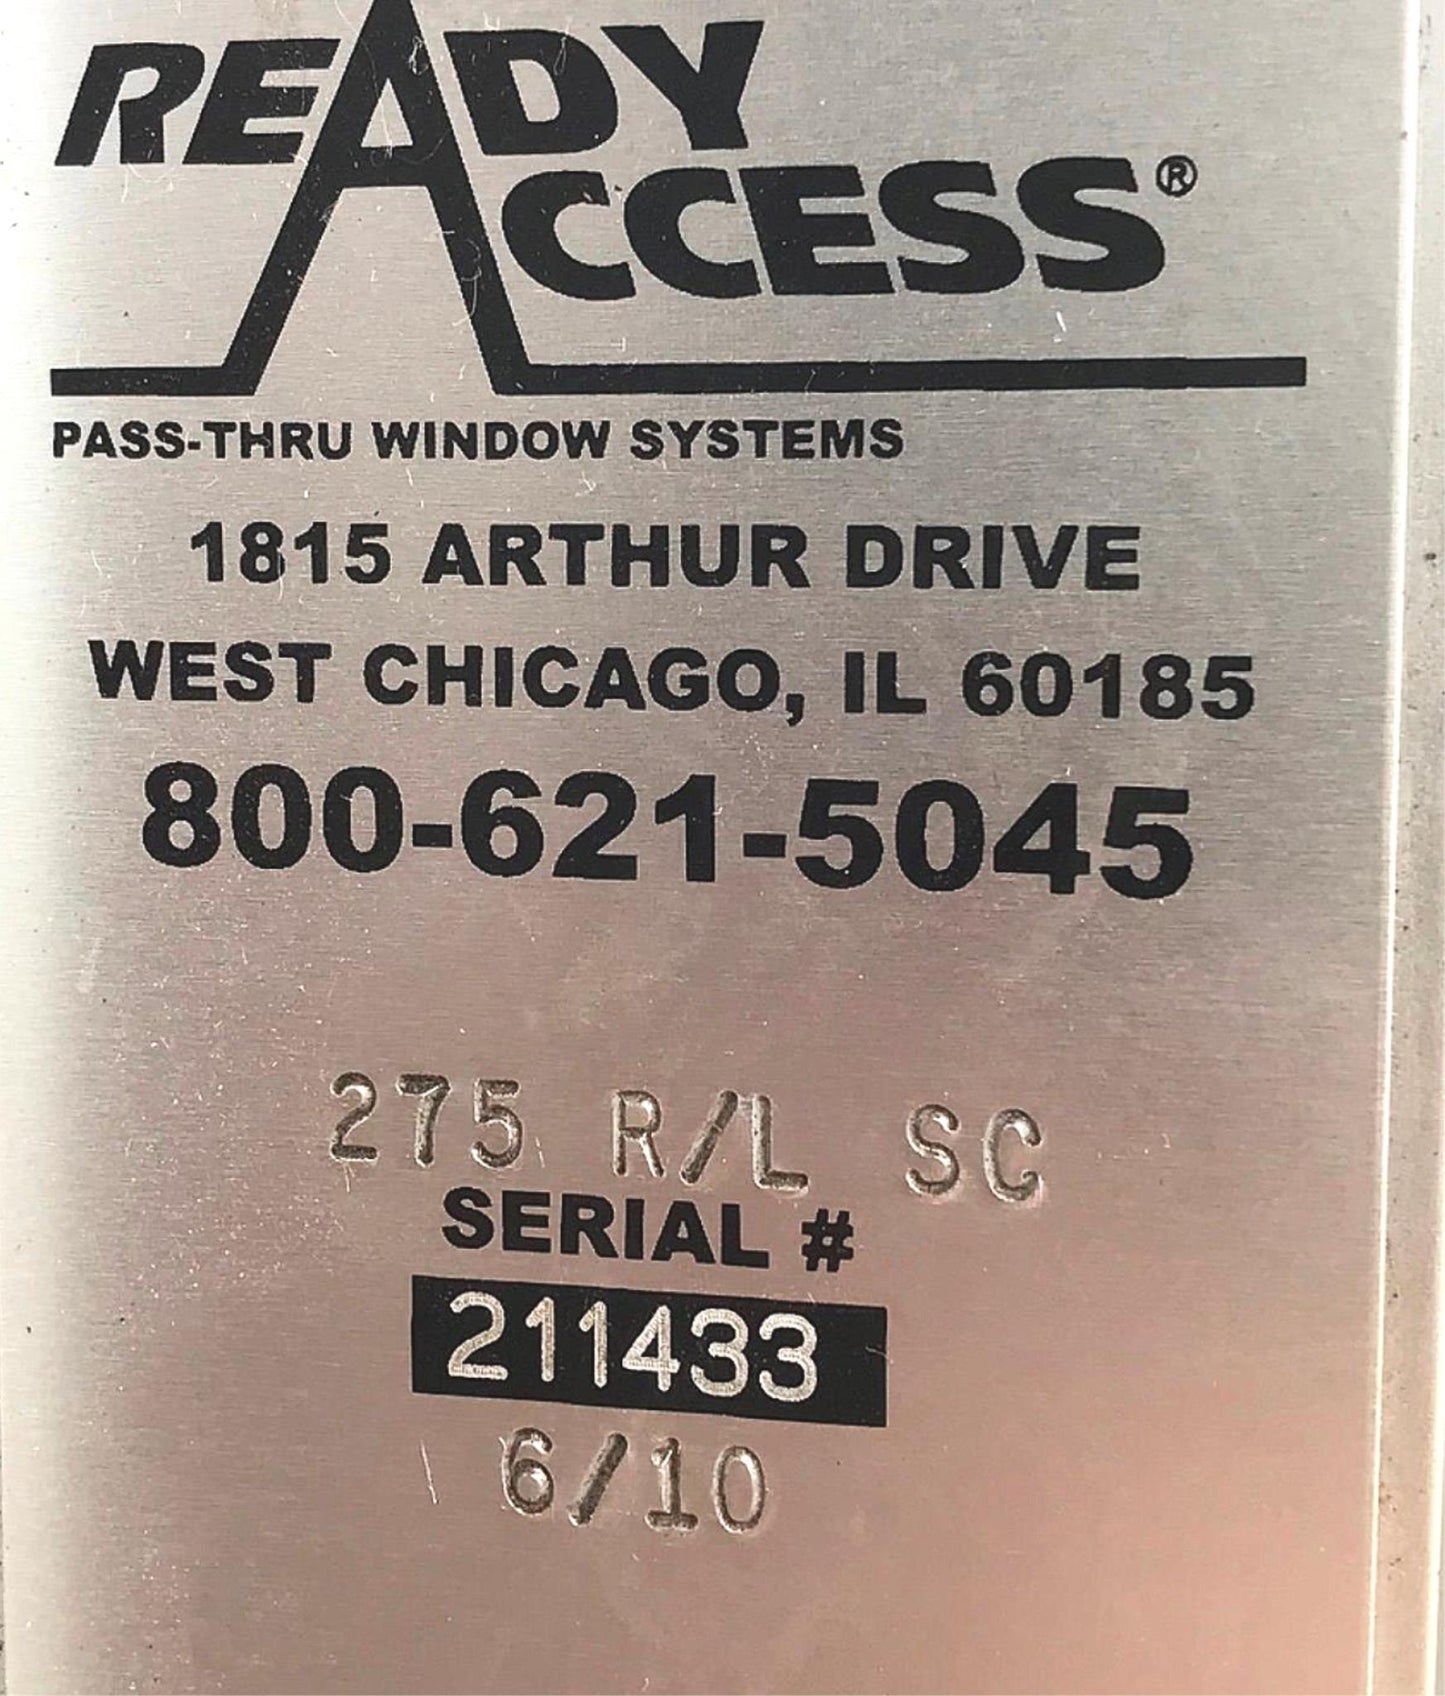 READY
ACCESS®
PASS-THRU WINDOW SYSTEMS
1815 ARTHUR DRIVE
WEST CHICAGO, IL 60185
800-621-5045
275 R/L SC
SERIAL #
211433
6/10